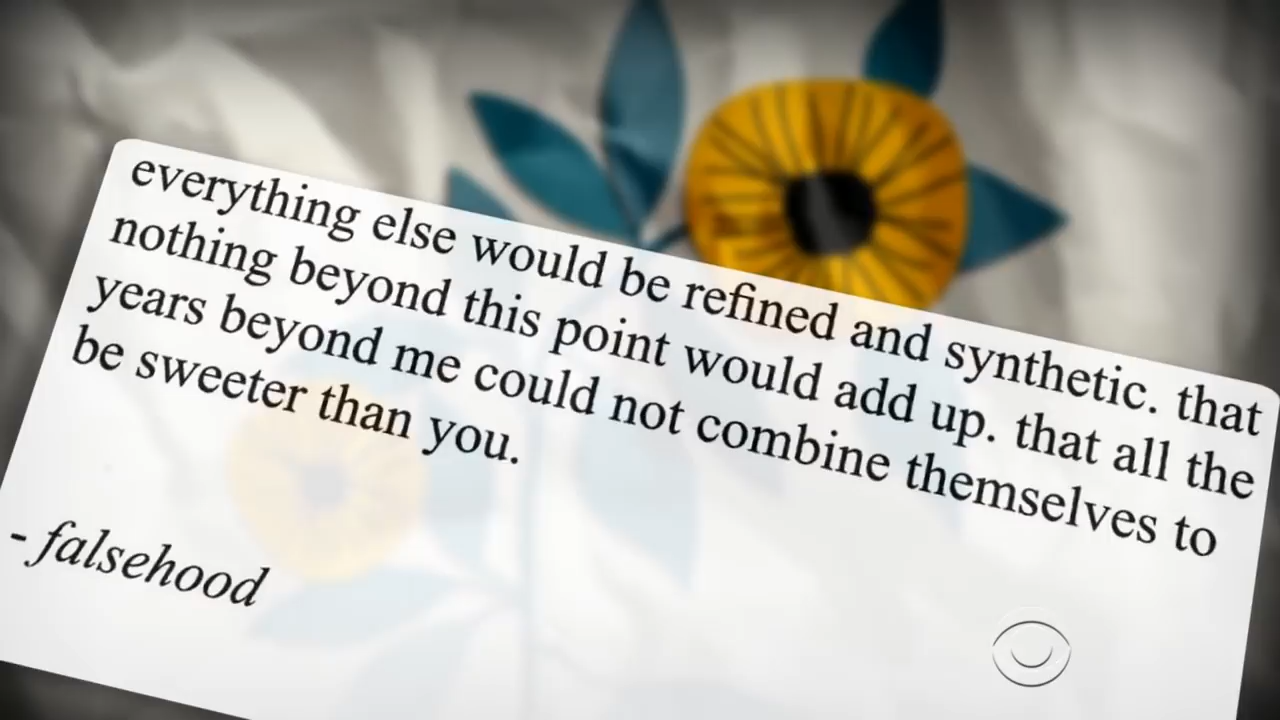 everything else would be refined and synthetic. that
nothing beyond this point would add up. that all the
years beyond me could not combine themselves to
be sweeter than you.
- falsehood